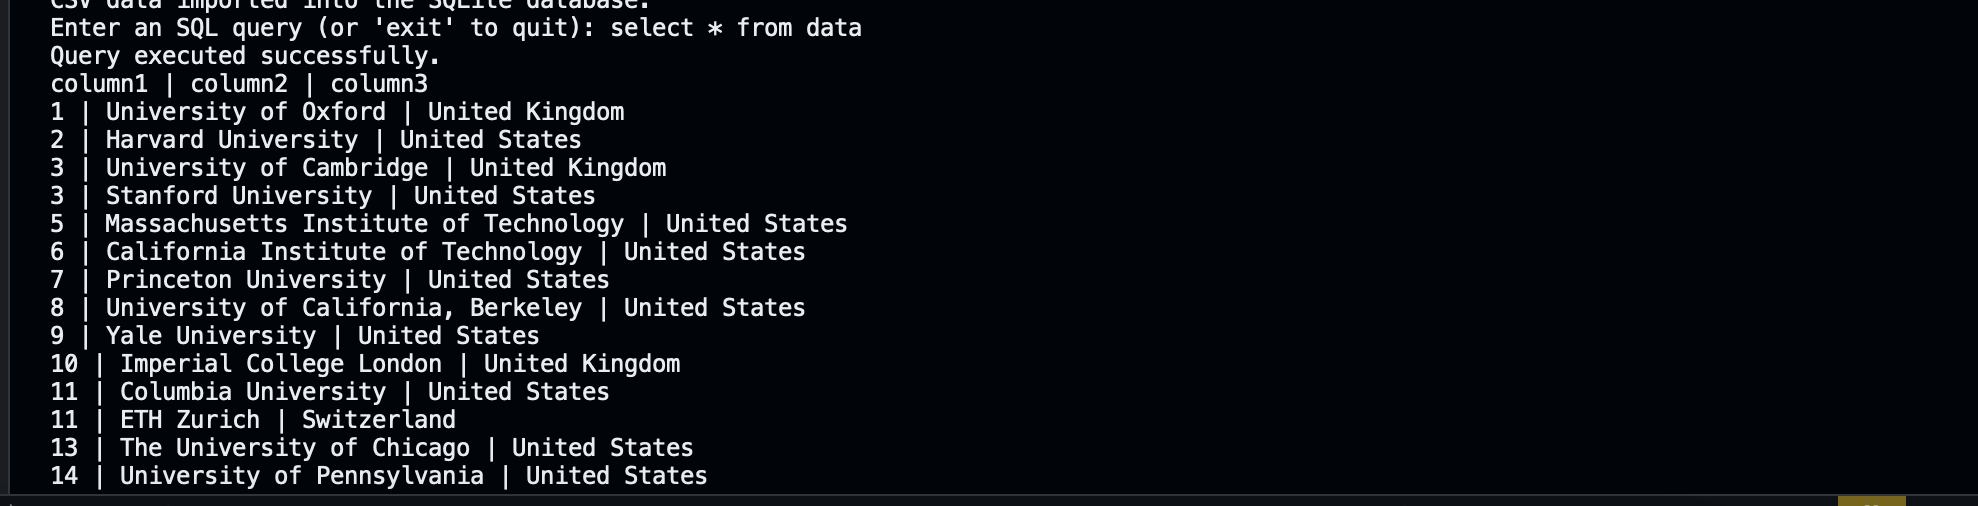 CSV data imported into the SQLite database.
Enter an SQL query (or 'exit' to quit): select * from data
Query executed successfully.
column1 | column2 | column3
1 | University of Oxford | United Kingdom
2 | Harvard University | United States
3 | University of Cambridge | United Kingdom
3 | Stanford University | United States
5 | Massachusetts Institute of Technology | United States
6 | California Institute of Technology | United States
7 | Princeton University | United States
8 | University of California, Berkeley | United States
9 | Yale University | United States
10 | Imperial College London | United Kingdom
11 | Columbia University | United States
11 | ETH Zurich | Switzerland
13 | The University of Chicago | United States
14 | University of Pennsylvania | United States